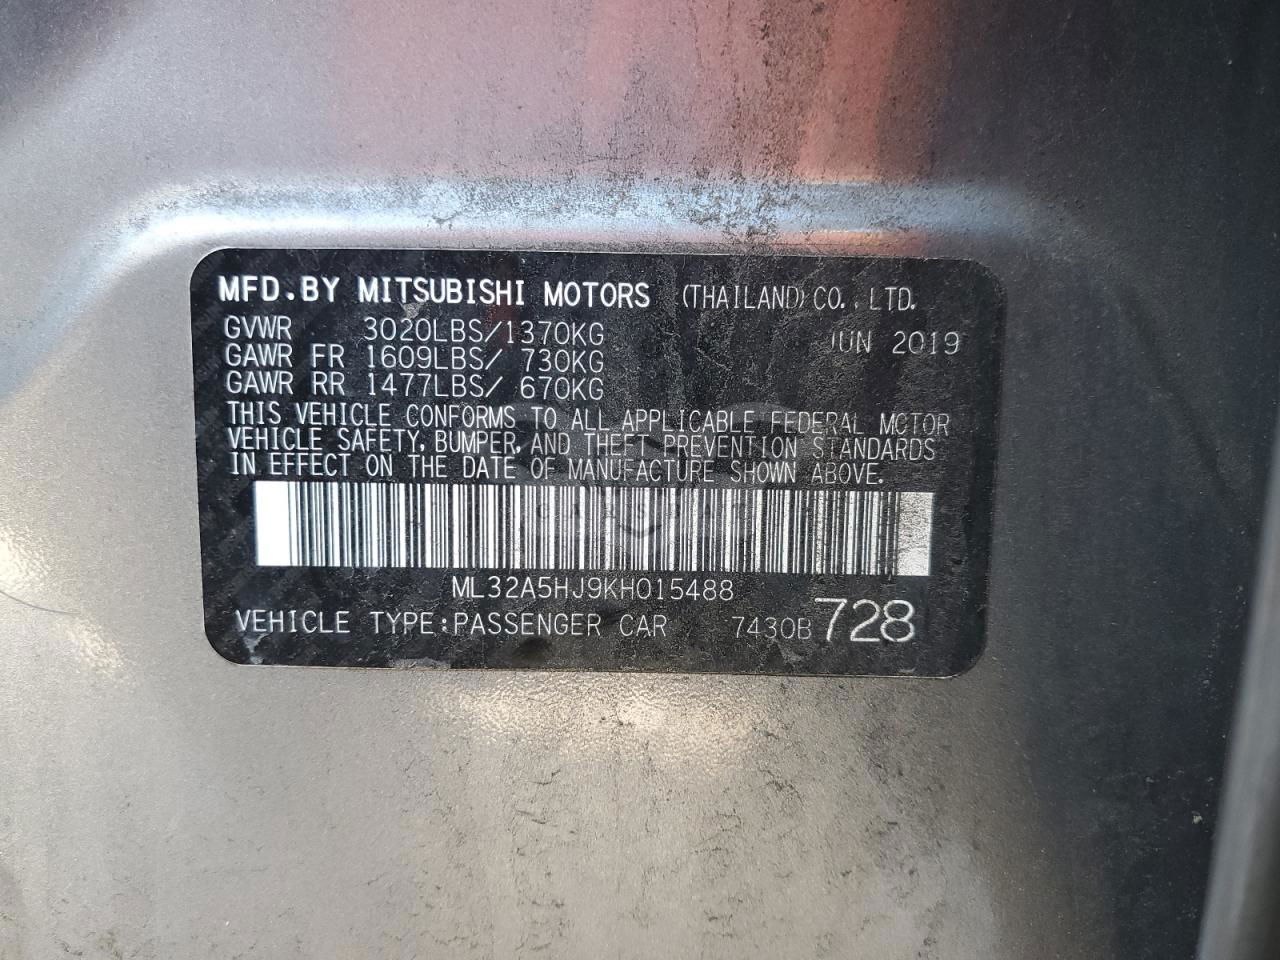 MFD.BY MITSUBISHI MOTORS (THAILAND) CO., LTD.
GVWR 3020LBS/1370KG JUN 2019
GAWR FR 1609LBS/ 730KG
GAWR RR 1477LBS/ 670KG
THIS VEHICLE CONFORMS TO ALL APPLICABLE FEDERAL MOTOR
VEHICLE SAFETY, BUMPER, AND THEFT PREVENTION STANDARDS
IN EFFECT ON THE DATE OF MANUFACTURE SHOWN ABOVE.
ML32A5HJ9KH015488
VEHICLE TYPE:PASSENGER CAR 7430B 728